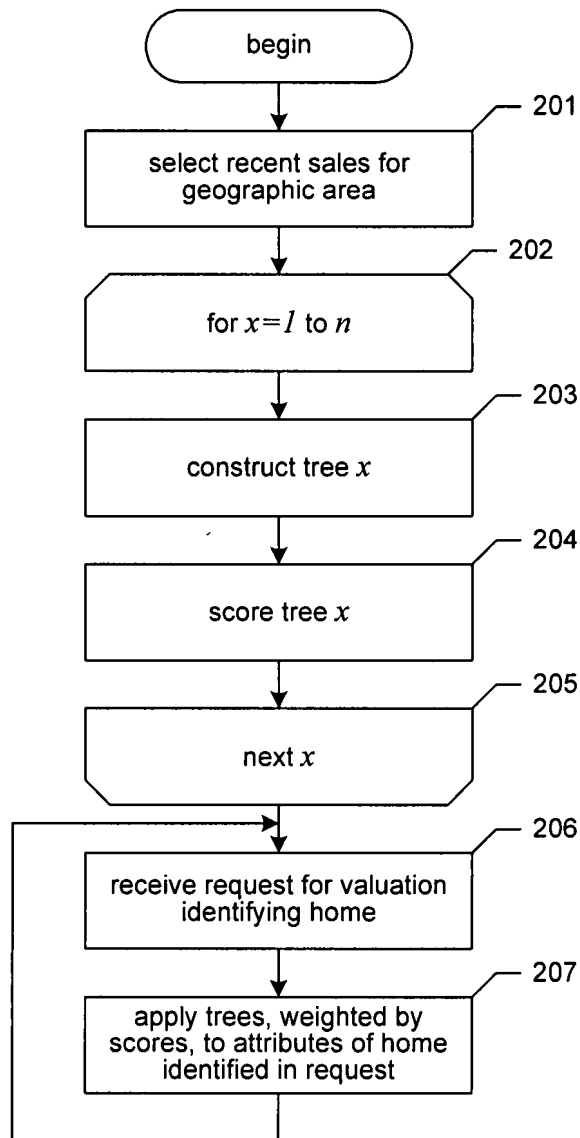 begin
201
select recent sales for
geographic area
202
for x=1 to n
203
construct tree x
204
score tree x
205
next x
206
receive request for valuation
identifying home
207
apply trees, weighted by
scores, to attributes of home
identified in request